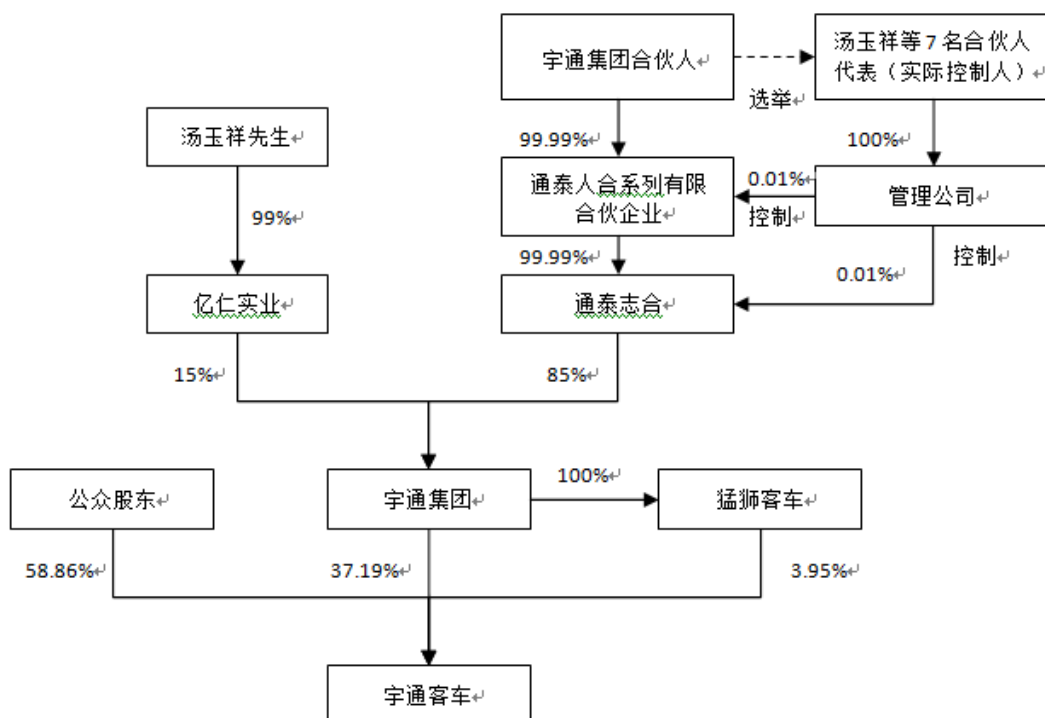 宇通集团合伙人
汤玉祥等7名合伙人
代表（实际控制人）
选举
汤玉祥先生
99.99%
100%
通泰人合系列有限
合伙企业
0.01%
控制
管理公司
99%
99.99%
控制
0.01%
亿仁实业
通泰志合
15%
85%
公众股东
宇通集团
100%
猛狮客车
58.86%
37.19%
3.95%
宇通客车